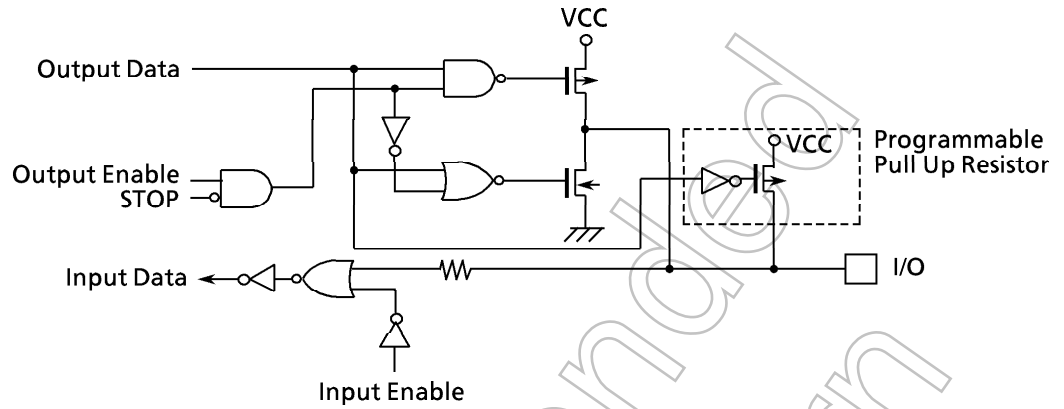 VCC
Output Data
VCC
Programmable
Pull Up Resistor
Output Enable
STOP
Input Data
I/O
Input Enable